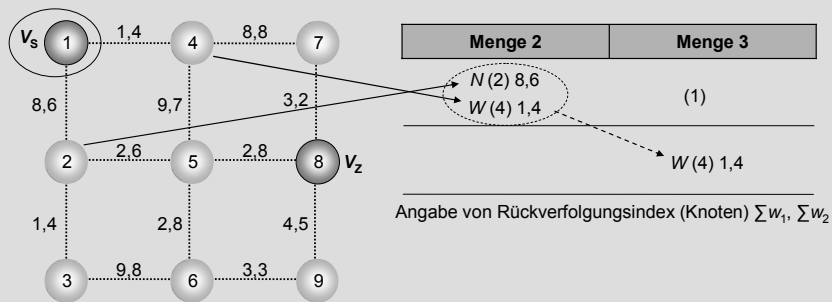 Vs 1 1,4 4 8,8 7
8,6 9,7 3,2
2 2,6 5 2,8 8 Vz
1,4 2,8 4,5
3 9,8 6 3,3 9
Menge 2 Menge 3
N (2) 8,6
W (4) 1,4
(1)
W (4) 1,4
Angabe von Rückverfolgungsindex (Knoten) ∑w₁, ∑w₂